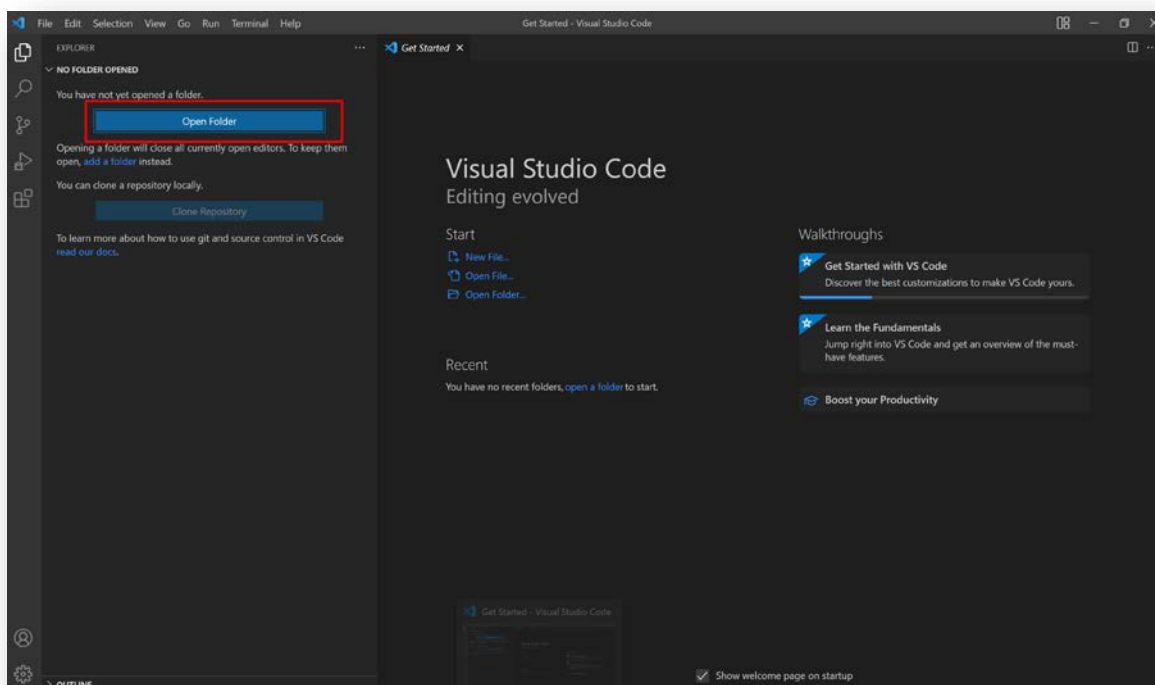 File Edit Selection View Go Run Terminal Help
Get Started - Visual Studio Code
EXPLORER
NO FOLDER OPENED
You have not yet opened a folder.
Open Folder
Opening a folder will close all currently open editors. To keep them
open, add a folder instead.
You can clone a repository locally.
Clone Repository
To learn more about how to use git and source control in VS Code
read our docs.
OUTLINE
Get Started
Visual Studio Code
Editing evolved
Start
New File...
Open File...
Open Folder...
Recent
You have no recent folders, open a folder to start.
Walkthroughs
Get Started with VS Code
Discover the best customizations to make VS Code yours.
Learn the Fundamentals
Jump right into VS Code and get an overview of the must-
have features.
Boost your Productivity
Get Started - Visual Studio Code
Show welcome page on startup